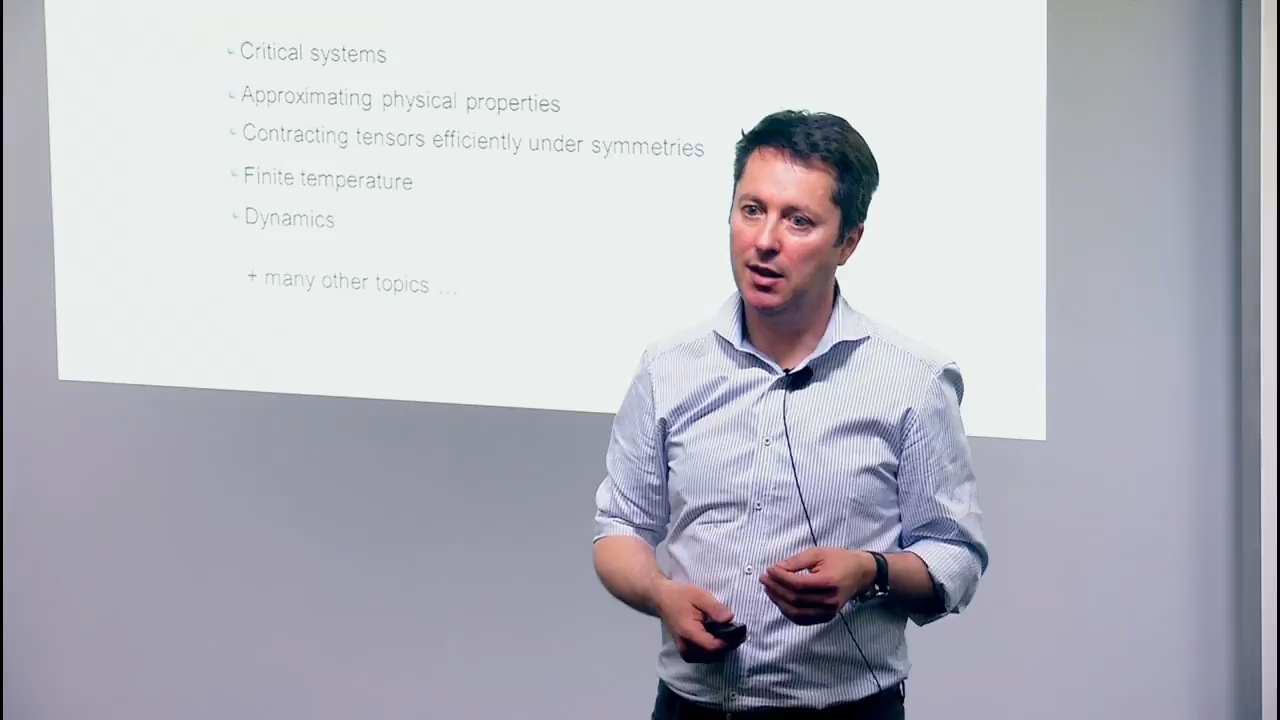 Critical systems
Approximating physical properties
Contracting tensors efficiently under symmetries
Finite temperature
Dynamics
+ many other topics ...